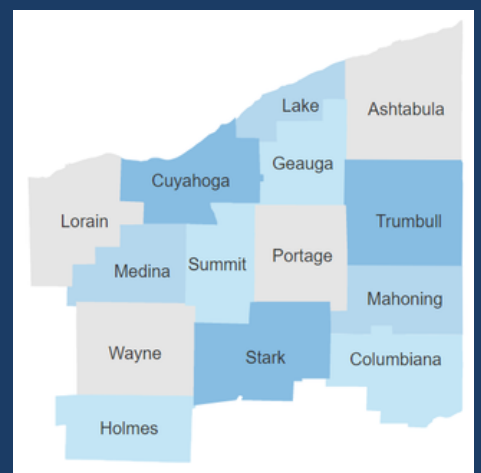 Lake
Ashtabula
Geauga
Cuyahoga
Lorain
Trumbull
Portage
Summit
Medina
Mahoning
Wayne
Stark
Columbiana
Holmes